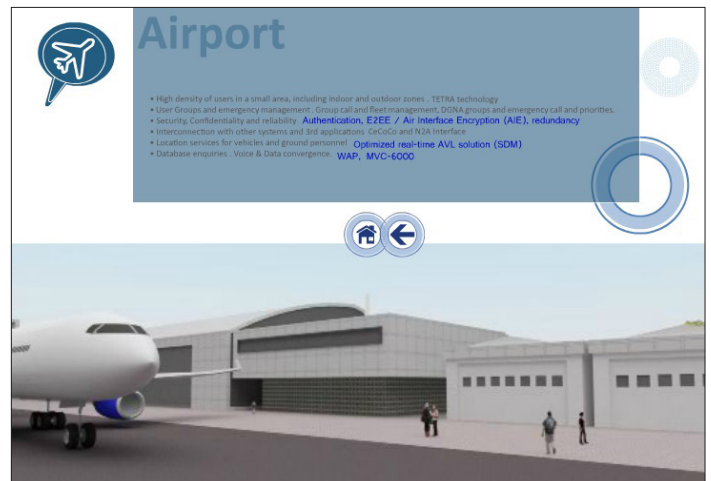 Airport
• High density of users in a small area, including indoor and outdoor zones . TETRA technology
• User Groups and emergency management . Group call and fleet management, DGNA groups and emergency call and priorities.
• Security, Confidentiality and reliability Authentication, E2EE / Air Interface Encryption (AIE), redundancy
• Interconnection with other systems and 3rd applications CeCoCo and N2A Interface
• Location services for vehicles and ground personnel Optimized real-time AVL solution (SDM)
• Database enquiries . Voice & Data convergence. WAP, MVC-6000